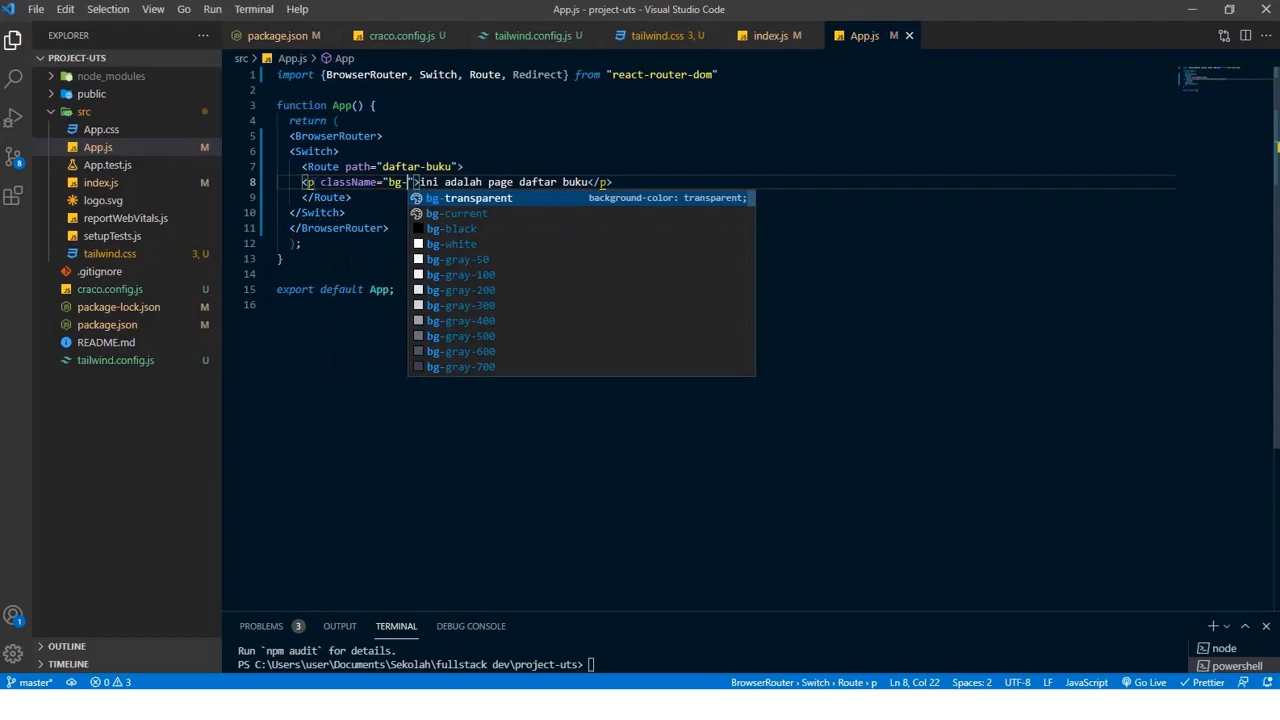 File Edit Selection View Go Run Terminal Help App.js - project-uts - Visual Studio Code
EXPLORER
package.json M
craco.config.js U
tailwind.config.js U
tailwind.css 3, U
index.js M
App.js M
PROJECT-UTS
node_modules
public
src
App.css
App.js M
App.test.js
index.js M
logo.svg
reportWebVitals.js
setupTests.js
tailwind.css 3, U
.gitignore
craco.config.js U
package-lock.json M
package.json M
README.md
tailwind.config.js U
OUTLINE
TIMELINE
src > App.js > App
1 import {BrowserRouter, Switch, Route, Redirect} from "react-router-dom"
2
3 function App() {
4 return (
5 <BrowserRouter>
6 <Switch>
7 <Route path="daftar-buku">
8 <p className="bg-">ini adalah page daftar buku</p>
9 </Route>
10 </Switch>
11 </BrowserRouter>
12 );
13 }
14
15 export default App;
16
bg-transparent background-color: transparent;
bg-current
bg-black
bg-white
bg-gray-50
bg-gray-100
bg-gray-200
bg-gray-300
bg-gray-400
bg-gray-500
bg-gray-600
bg-gray-700
PROBLEMS 3 OUTPUT TERMINAL DEBUG CONSOLE
Run `npm audit` for details.
PS C:\Users\user\Documents\Sekolah\fullstack dev\project-uts>
node
powershell
8
1
master* 0 3 BrowserRouter > Switch > Route > p Ln 8, Col 22 Spaces: 2 UTF-8 LF JavaScript Go Live Prettier